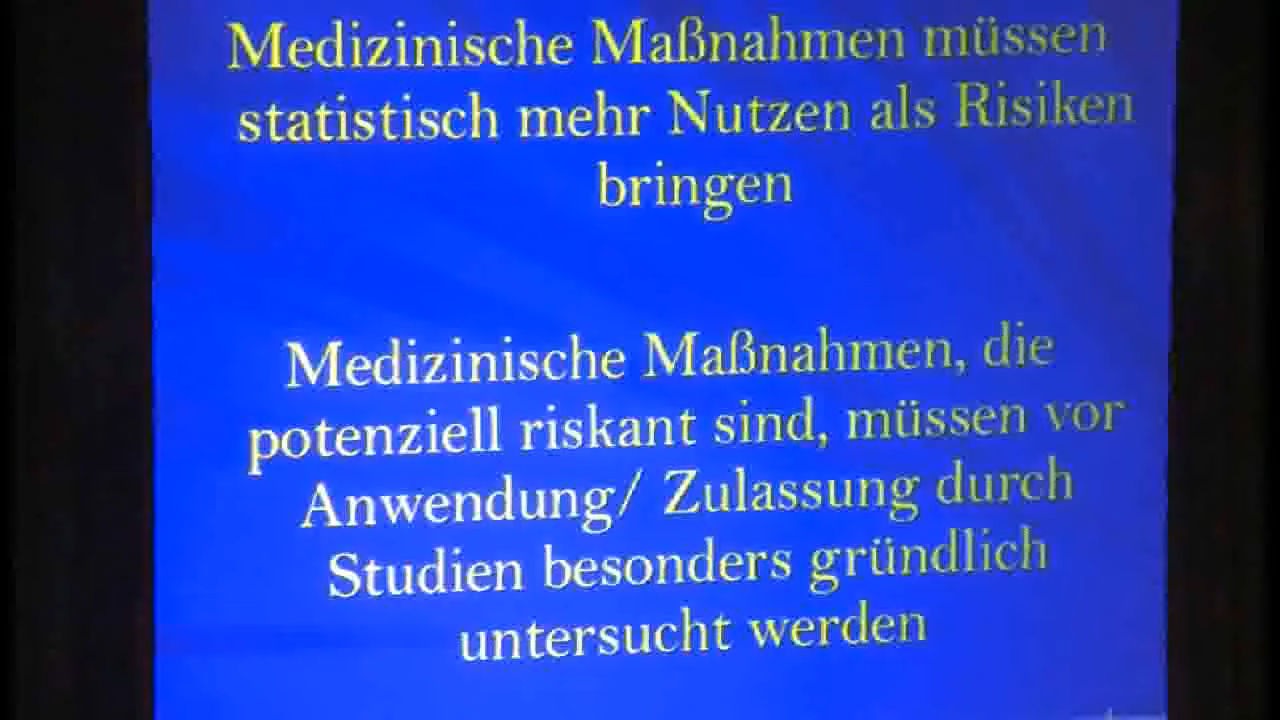 Medizinische Maßnahmen müssen
statistisch mehr Nutzen als Risiken
bringen
Medizinische Maßnahmen, die
potenziell riskant sind, müssen vor
Anwendung/ Zulassung durch
Studien besonders gründlich
untersucht werden